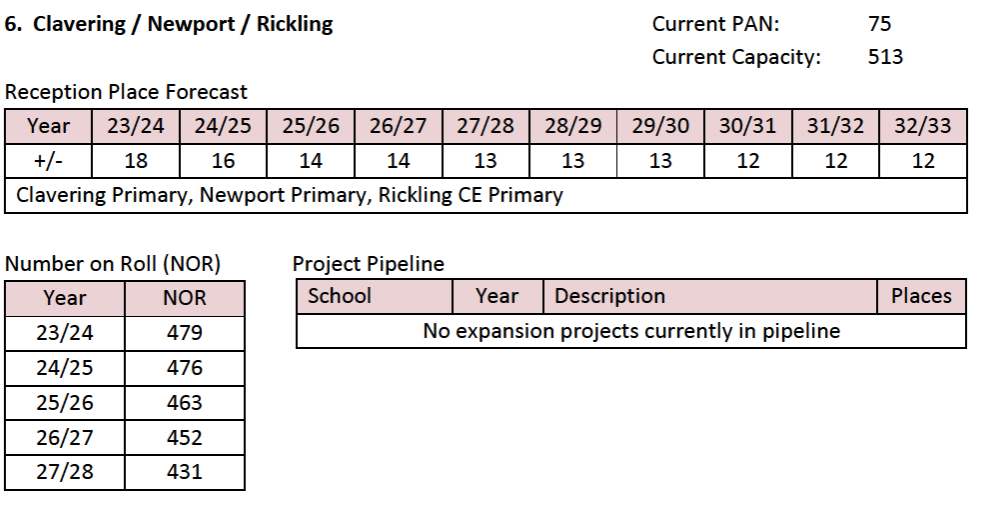 6. Clavering / Newport / Rickling
Current PAN: 75
Current Capacity: 513
Reception Place Forecast
Year 23/24 24/25 25/26 26/27 27/28 28/29 29/30 30/31 31/32 32/33
+/- 18 16 14 14 13 13 13 12 12 12
Clavering Primary, Newport Primary, Rickling CE Primary
Number on Roll (NOR)
Year NOR
23/24 479
24/25 476
25/26 463
26/27 452
27/28 431
Project Pipeline
School Year Description Places
No expansion projects currently in pipeline